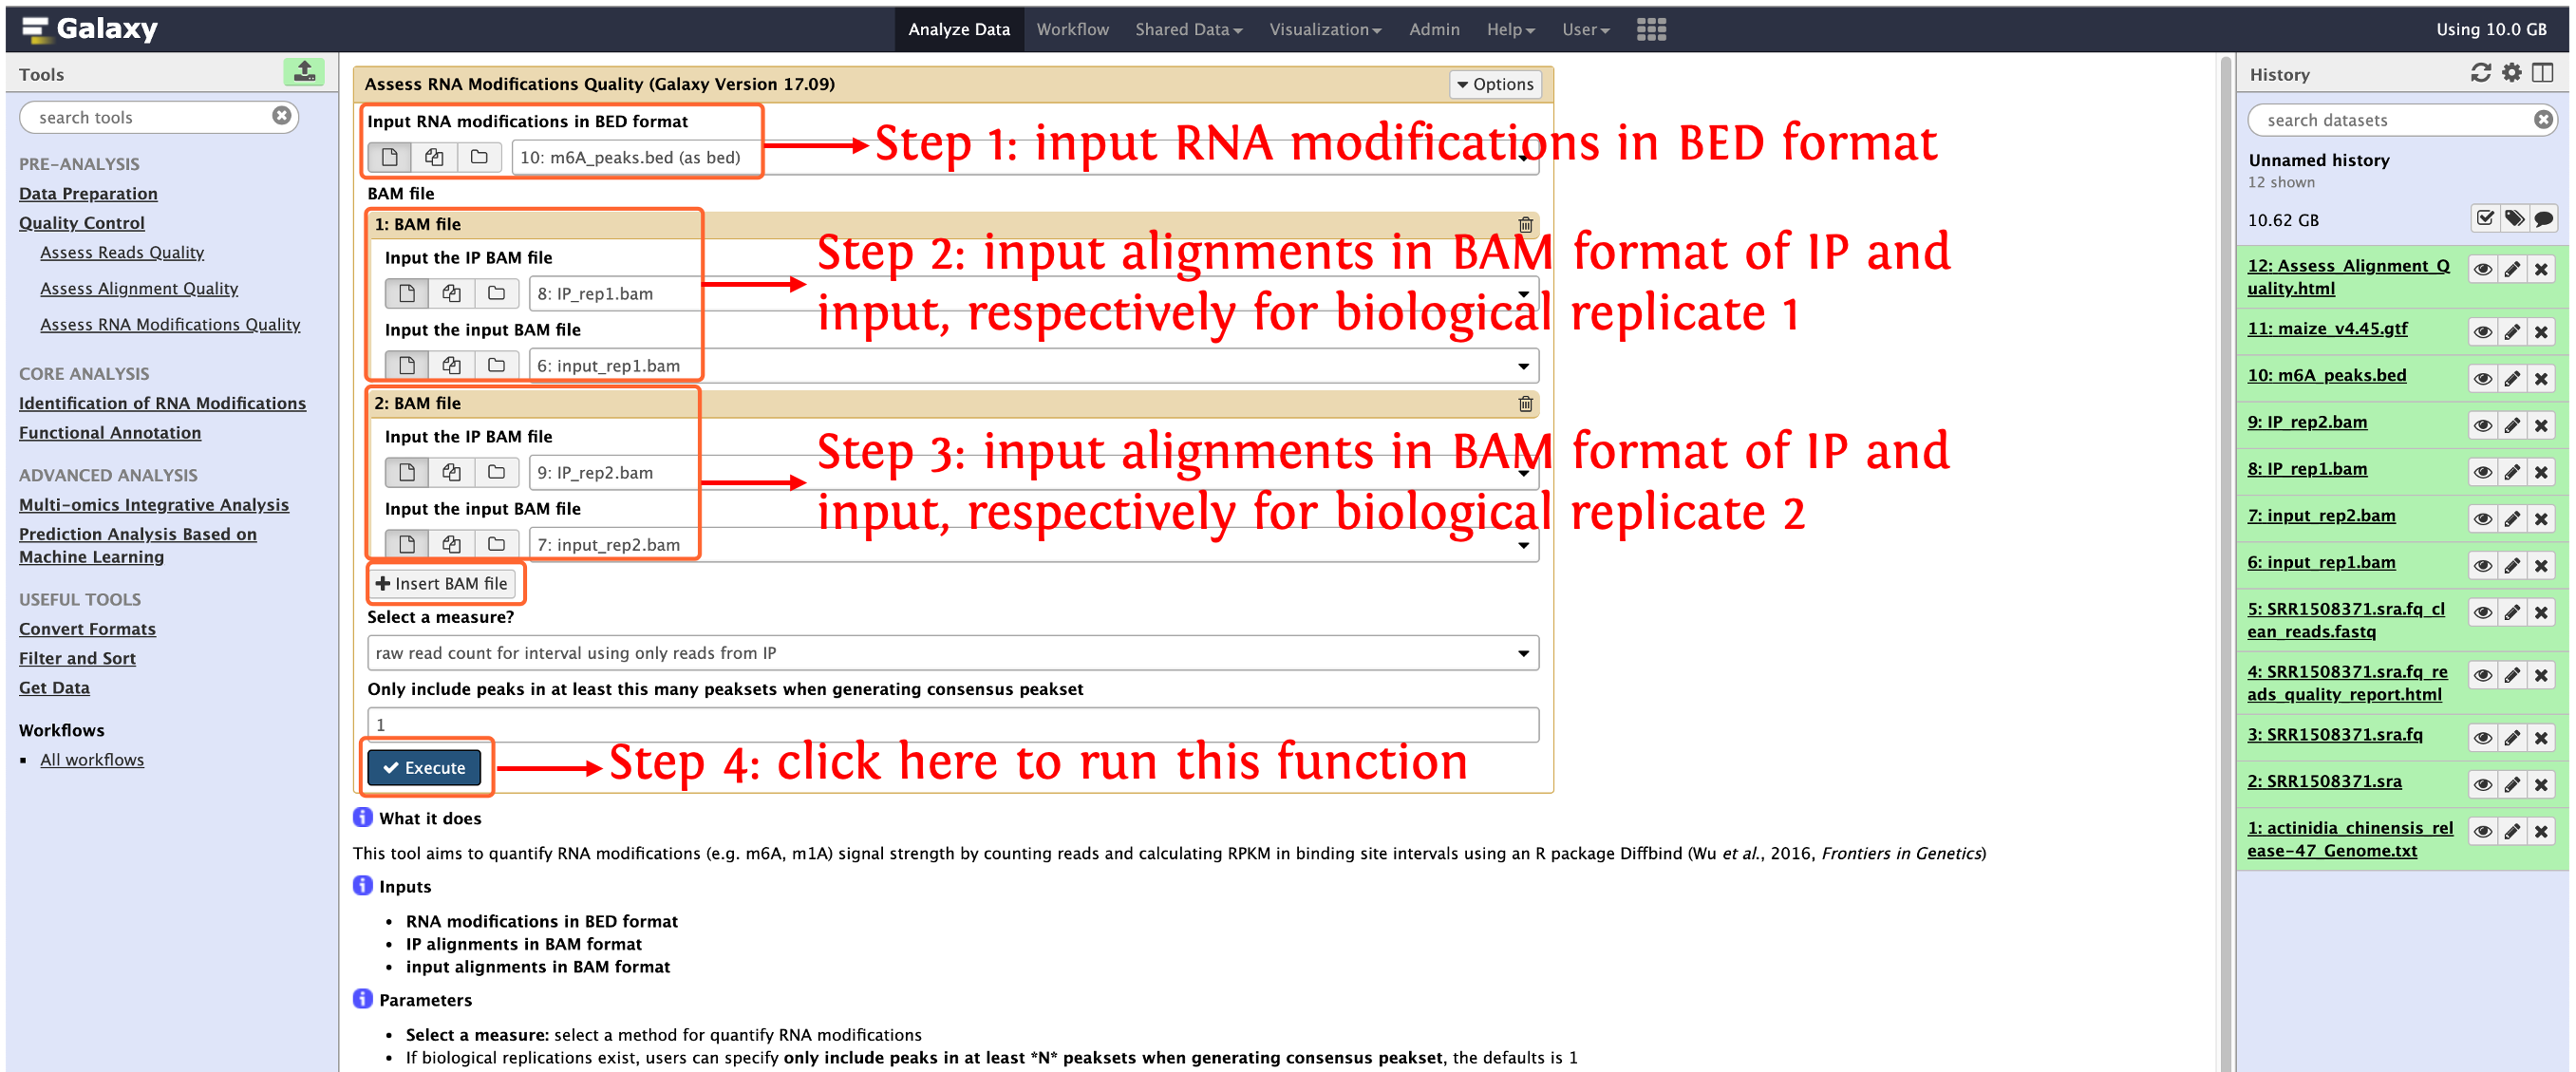 Galaxy
Analyze Data
Workflow
Shared Data
Visualization
Admin
Help
User
Using 10.0 GB
Tools
search tools
PRE-ANALYSIS
Data Preparation
Quality Control
Assess Reads Quality
Assess Alignment Quality
Assess RNA Modifications Quality
CORE ANALYSIS
Identification of RNA Modifications
Functional Annotation
ADVANCED ANALYSIS
Multi-omics Integrative Analysis
Prediction Analysis Based on
Machine Learning
USEFUL TOOLS
Convert Formats
Filter and Sort
Get Data
Workflows
All workflows
Assess RNA Modifications Quality (Galaxy Version 17.09)
Options
Input RNA modifications in BED format
10: m6A_peaks.bed (as bed)
Step 1: input RNA modifications in BED format
BAM file
1: BAM file
Input the IP BAM file
8: IP_rep1.bam
Input the input BAM file
6: input_rep1.bam
Step 2: input alignments in BAM format of IP and
input, respectively for biological replicate 1
2: BAM file
Input the IP BAM file
9: IP_rep2.bam
Input the input BAM file
7: input_rep2.bam
Step 3: input alignments in BAM format of IP and
input, respectively for biological replicate 2
Insert BAM file
Select a measure?
raw read count for interval using only reads from IP
Only include peaks in at least this many peaksets when generating consensus peakset
1
Execute
Step 4: click here to run this function
What it does
This tool aims to quantify RNA modifications (e.g. m6A, m1A) signal strength by counting reads and calculating RPKM in binding site intervals using an R package Diffbind (Wu et al., 2016, Frontiers in Genetics)
Inputs
• RNA modifications in BED format
• IP alignments in BAM format
• input alignments in BAM format
Parameters
• Select a measure: select a method for quantify RNA modifications
• If biological replications exist, users can specify only include peaks in at least *N* peaksets when generating consensus peakset, the defaults is 1
History
search datasets
Unnamed history
12 shown
10.62 GB
12: Assess_Alignment_Q
uality.html
11: maize_v4.45.gtf
10: m6A_peaks.bed
9: IP_rep2.bam
8: IP_rep1.bam
7: input_rep2.bam
6: input_rep1.bam
5: SRR1508371.sra.fq_cl
ean_reads.fastq
4: SRR1508371.sra.fq_re
ads_quality_report.html
3: SRR1508371.sra.fq
2: SRR1508371.sra
1: actinidia_chinensis_rel
ease-47_Genome.txt